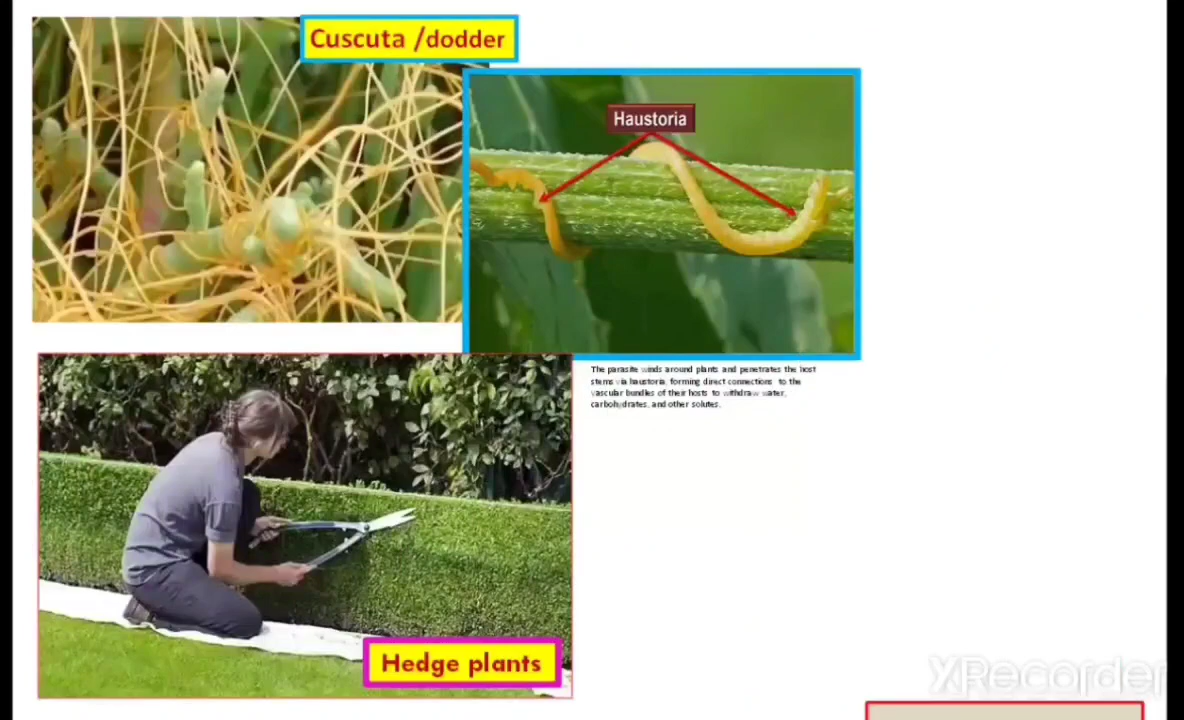 Cuscuta /dodder
Haustoria
The parasite winds around plants and penetrates the host
stems via haustoria, forming direct connections to the
vascular bundles of their hosts to withdraw water,
carbohydrates, and other solutes.
Hedge plants
XRecorder